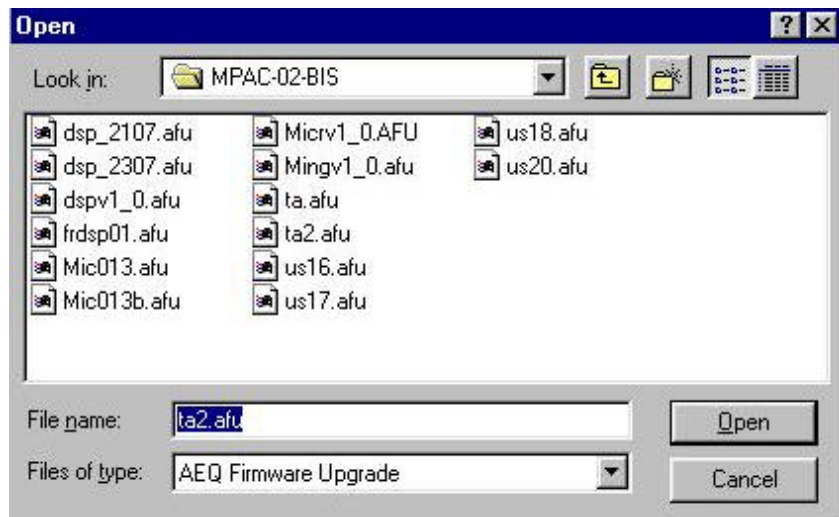 Open
Look in: MPAC-02-BIS
dsp_2107.afu Micrv1_0.AFU us18.afu
dsp_2307.afu Mingv1_0.afu us20.afu
dspv1_0.afu ta.afu
frdsp01.afu ta2.afu
Mic013.afu us16.afu
Mic013b.afu us17.afu
File name: ta2.afu Open
Files of type: AEQ Firmware Upgrade Cancel